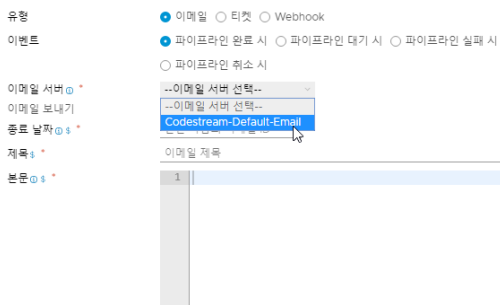 유형 이메일 티켓 Webhook
이벤트 파이프라인 완료 시 파이프라인 대기 시 파이프라인 실패 시
파이프라인 취소 시
이메일 서버 * --이메일 서버 선택--
이메일 보내기 --이메일 서버 선택--
Codestream-Default-Email
종료 날짜 $ *
제목 $ * 이메일 제목
본문 $ * 1